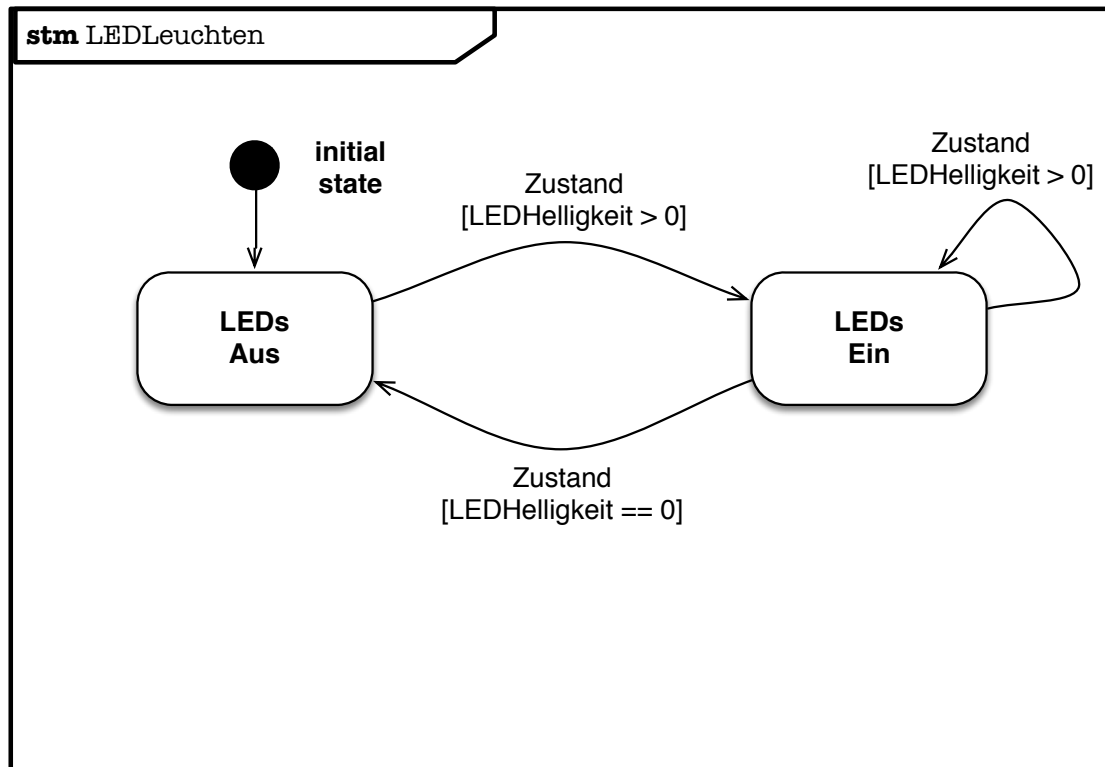 stm LEDLeuchten
initial
state
Zustand
[LEDHelligkeit > 0]
Zustand
[LEDHelligkeit > 0]
LEDs
Aus
LEDs
Ein
Zustand
[LEDHelligkeit == 0]